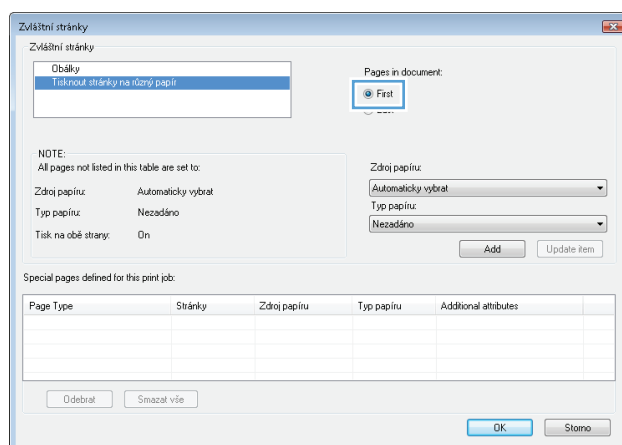 Zvláštní stránky
Zvláštní stránky
Obálky
Tisknout stránky na různý papír
Pages in document:
First
NOTE:
All pages not listed in this table are set to:
Zdroj papíru: Automaticky vybrat
Typ papíru: Nezadáno
Tisk na obě strany: On
Zdroj papíru:
Automaticky vybrat
Typ papíru:
Nezadáno
Add Update item
Special pages defined for this print job:
Page Type Stránky Zdroj papíru Typ papíru Additional attributes
Odebrat Smazat vše
OK Storno